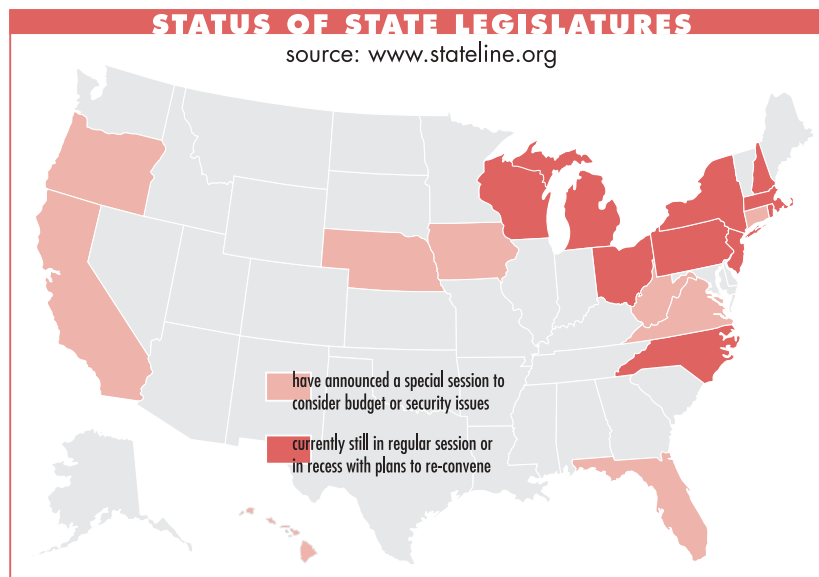 STATUS OF STATE LEGISLATURES
source: www.stateline.org
have announced a special session to
consider budget or security issues
currently still in regular session or
in recess with plans to re-convene